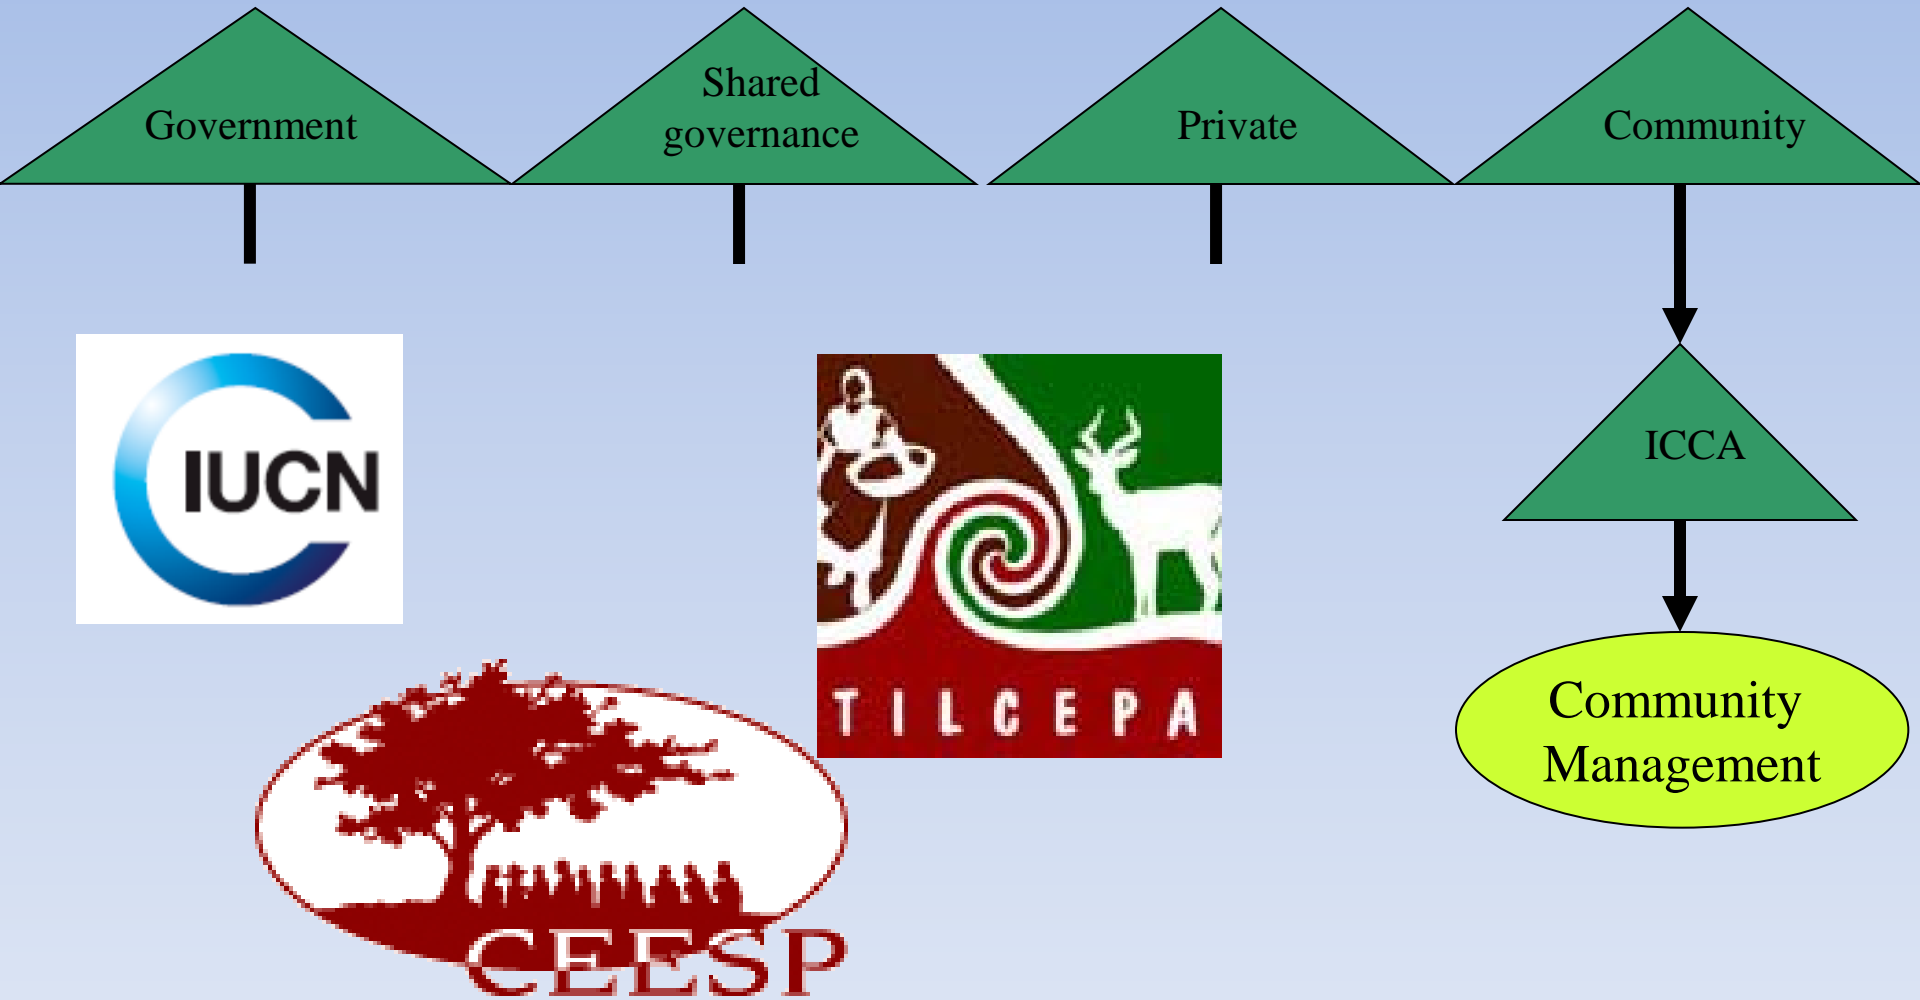 Government
Shared
governance
Private
Community
IUCN
ICCA
TILCEPA
Community
Management
CEESP